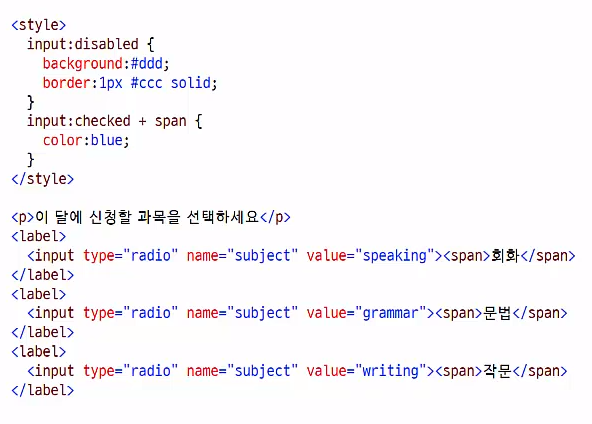 <style>
  input:disabled {
    background:#ddd;
    border:1px #ccc solid;
  }
  input:checked + span {
    color:blue;
  }
</style>

<p>이 달에 신청할 과목을 선택하세요</p>
<label>
  <input type="radio" name="subject" value="speaking"><span>회화</span>
</label>
<label>
  <input type="radio" name="subject" value="grammar"><span>문법</span>
</label>
<label>
  <input type="radio" name="subject" value="writing"><span>작문</span>
</label>